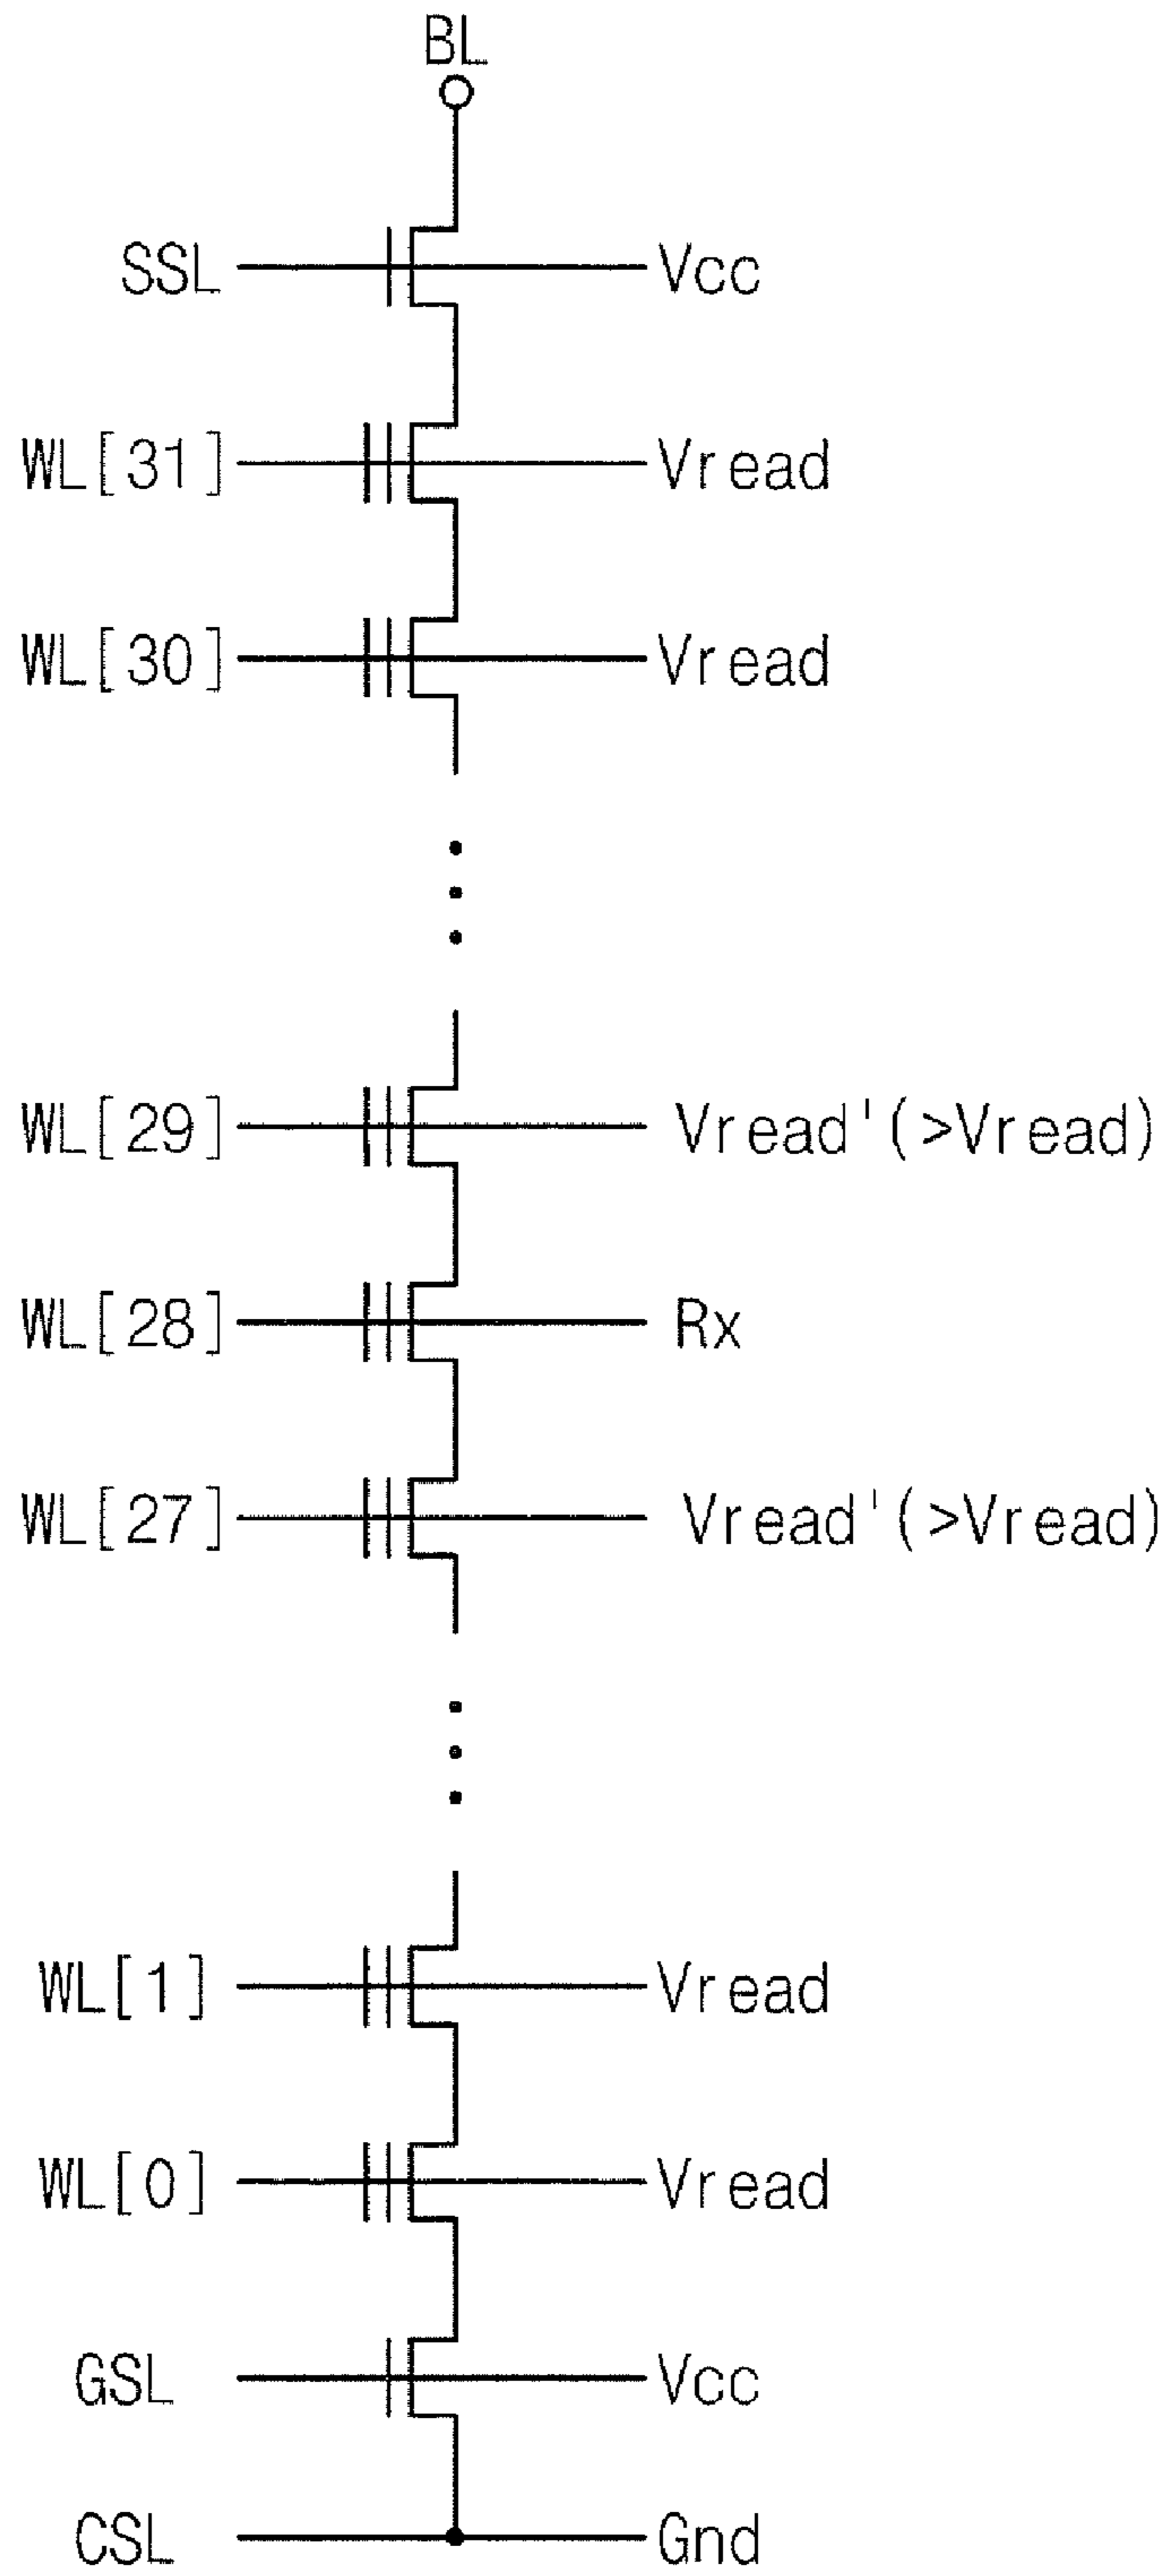 BL
SSL Vcc
WL[31] Vread
WL[30] Vread
WL[29] Vread'(>Vread)
WL[28] Rx
WL[27] Vread'(>Vread)
WL[1] Vread
WL[0] Vread
GSL Vcc
CSL Gnd